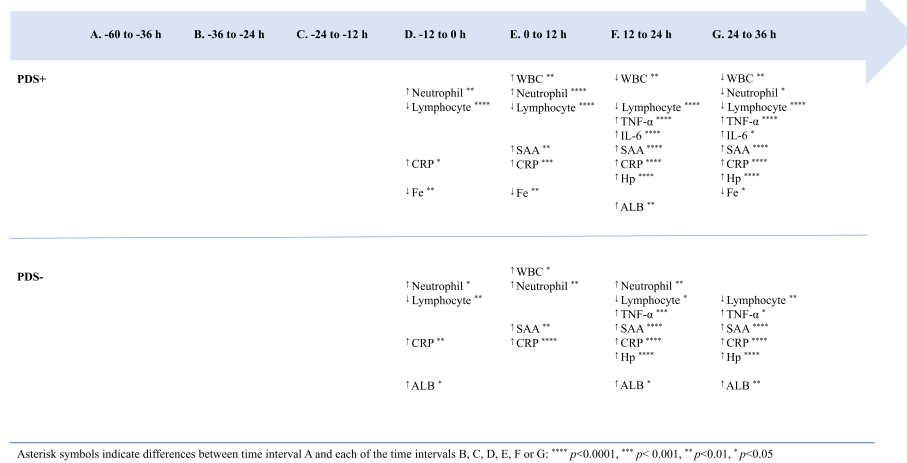 A. -60 to -36 h B. -36 to -24 h C. -24 to -12 h D. -12 to 0 h E. 0 to 12 h F. 12 to 24 h G. 24 to 36 h
PDS+ ↑WBC ** ↓WBC ** ↓WBC **
↑Neutrophil ** ↑Neutrophil **** ↓Neutrophil *
↓Lymphocyte **** ↓Lymphocyte **** ↓Lymphocyte **** ↓Lymphocyte ****
↑TNF-α **** ↑TNF-α ****
↑IL-6 **** ↑IL-6 *
↑SAA ** ↑SAA **** ↑SAA ****
↑CRP * ↑CRP *** ↑CRP **** ↑CRP ****
↑Hp **** ↑Hp ****
↓Fe ** ↓Fe ** ↓Fe *
↑ALB **
PDS- ↑WBC *
↑Neutrophil * ↑Neutrophil ** ↑Neutrophil **
↓Lymphocyte ** ↓Lymphocyte * ↓Lymphocyte **
↑TNF-α *** ↑TNF-α *
↑SAA ** ↑SAA **** ↑SAA ****
↑CRP ** ↑CRP **** ↑CRP **** ↑CRP ****
↑Hp **** ↑Hp ****
↑ALB * ↑ALB * ↑ALB **
Asterisk symbols indicate differences between time interval A and each of the time intervals B, C, D, E, F or G: **** p<0.0001, *** p< 0.001, ** p<0.01, * p<0.05